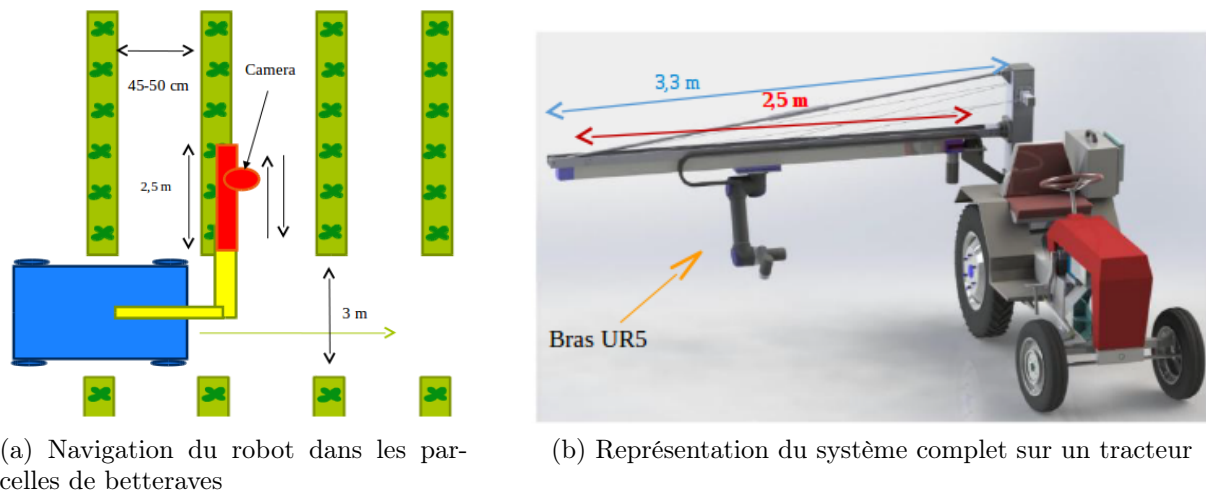 Camera
45-50 cm
2,5 m
3 m
3,3 m
2,5 m
Bras UR5
(a) Navigation du robot dans les par-
celles de betteraves
(b) Représentation du système complet sur un tracteur